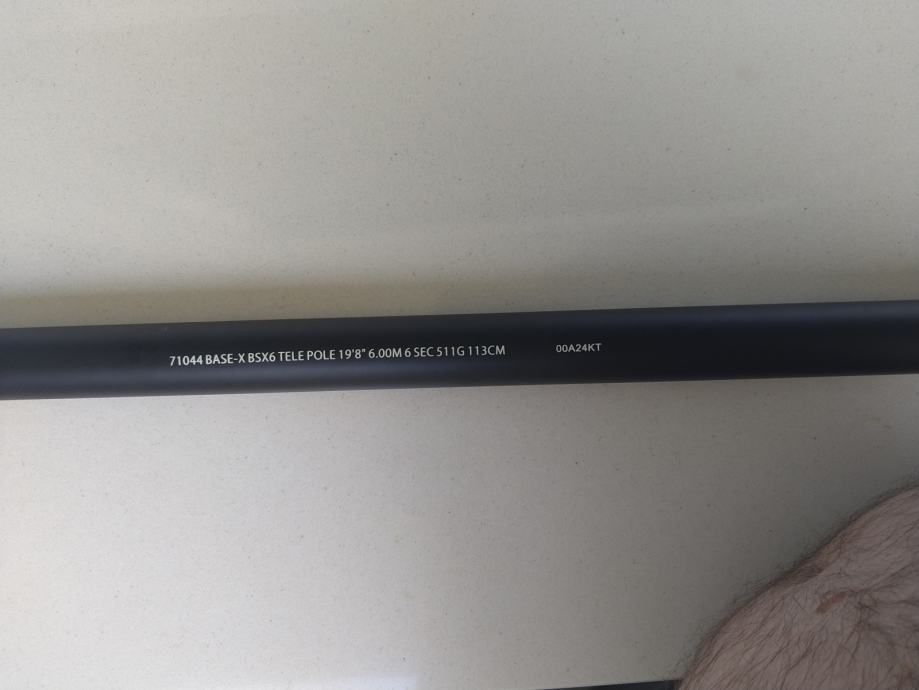 71044 BASE-X BSX6 TELE POLE 19'8" 6.00M 6 SEC 511G 113CM 00A24KT